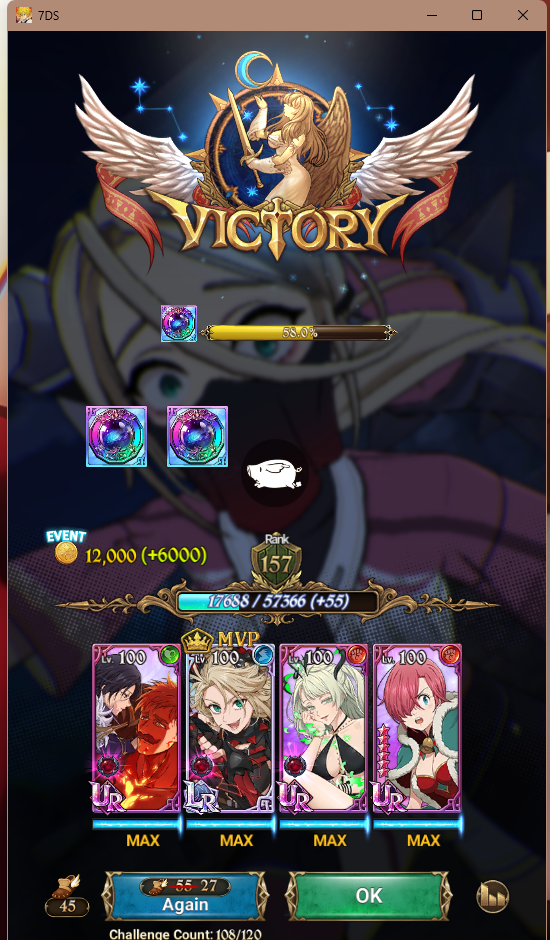 7DS
VICTORY
58.0%
EVENT
12,000 (+6000)
Rank
157
17688 / 57366 (+55)
MVP
Lv. 100
Lv. 100
Lv. 100
Lv. 100
UR
LR
UR
UR
MAX
MAX
MAX
MAX
45
55 27
Again
OK
Challenge Count: 108/120